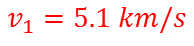 v₁ = 5.1 km/s